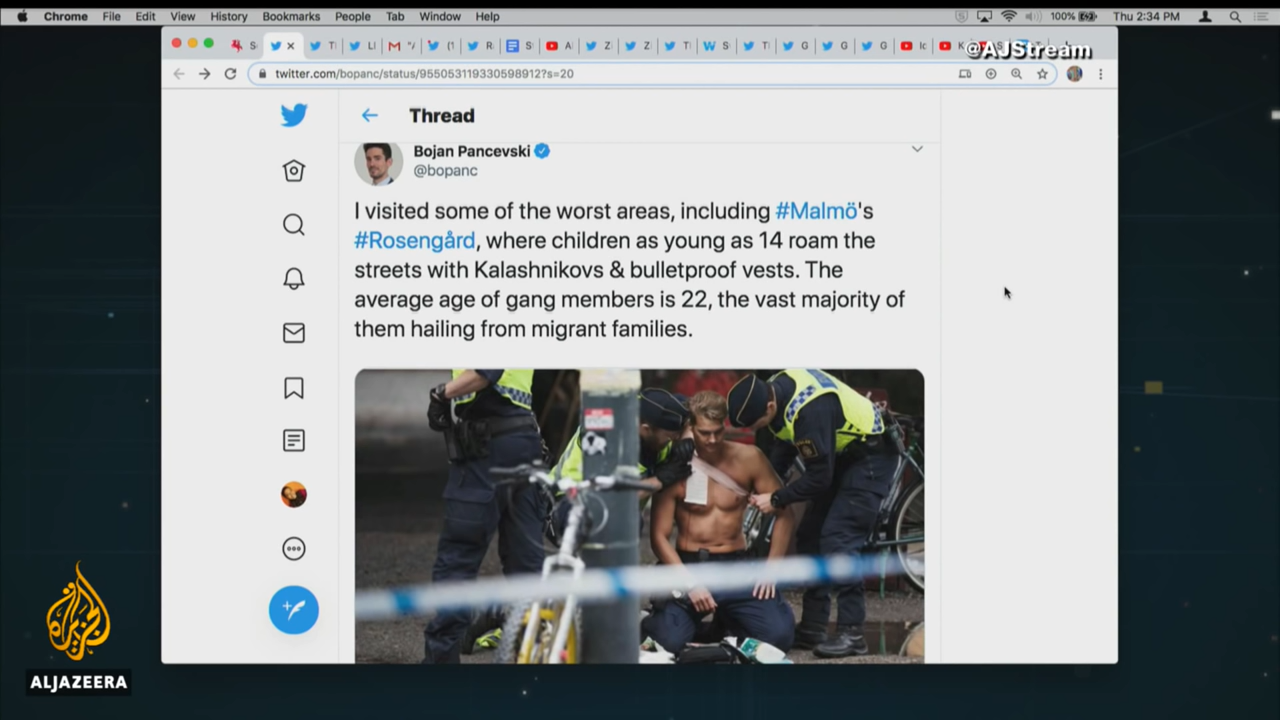 Chrome File Edit View History Bookmarks People Tab Window Help 100% Thu 2:34 PM
@AJStream
twitter.com/bopanc/status/955053119330598912?s=20
Thread
Bojan Pancevski
@bopanc
I visited some of the worst areas, including #Malmö's
#Rosengård, where children as young as 14 roam the
streets with Kalashnikovs & bulletproof vests. The
average age of gang members is 22, the vast majority of
them hailing from migrant families.
الجزيرة
ALJAZEERA